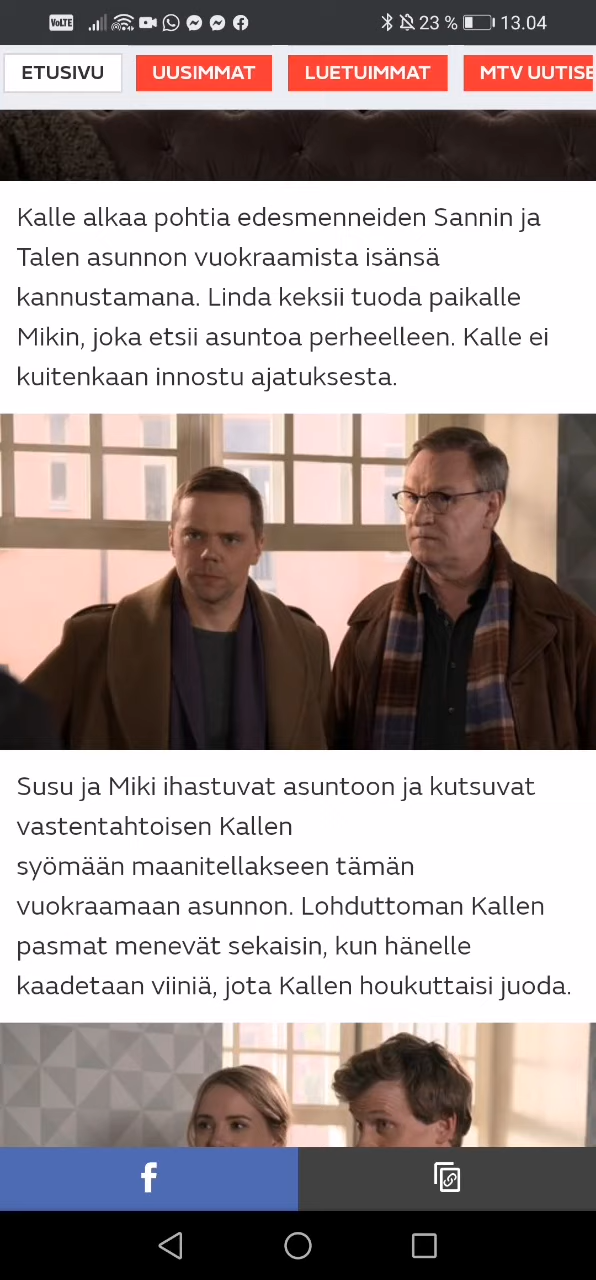 VoLTE
23 %
13.04
ETUSIVU
UUSIMMAT
LUETUIMMAT
MTV UUTISE
Kalle alkaa pohtia edesmenneiden Sannin ja
Talen asunnon vuokraamista isänsä
kannustamana. Linda keksii tuoda paikalle
Mikin, joka etsii asuntoa perheelleen. Kalle ei
kuitenkaan innostu ajatuksesta.
Susu ja Miki ihastuvat asuntoon ja kutsuvat
vastentahtoisen Kallen
syömään maanitellakseen tämän
vuokraamaan asunnon. Lohduttoman Kallen
pasmat menevät sekaisin, kun hänelle
kaadetaan viiniä, jota Kallen houkuttaisi juoda.